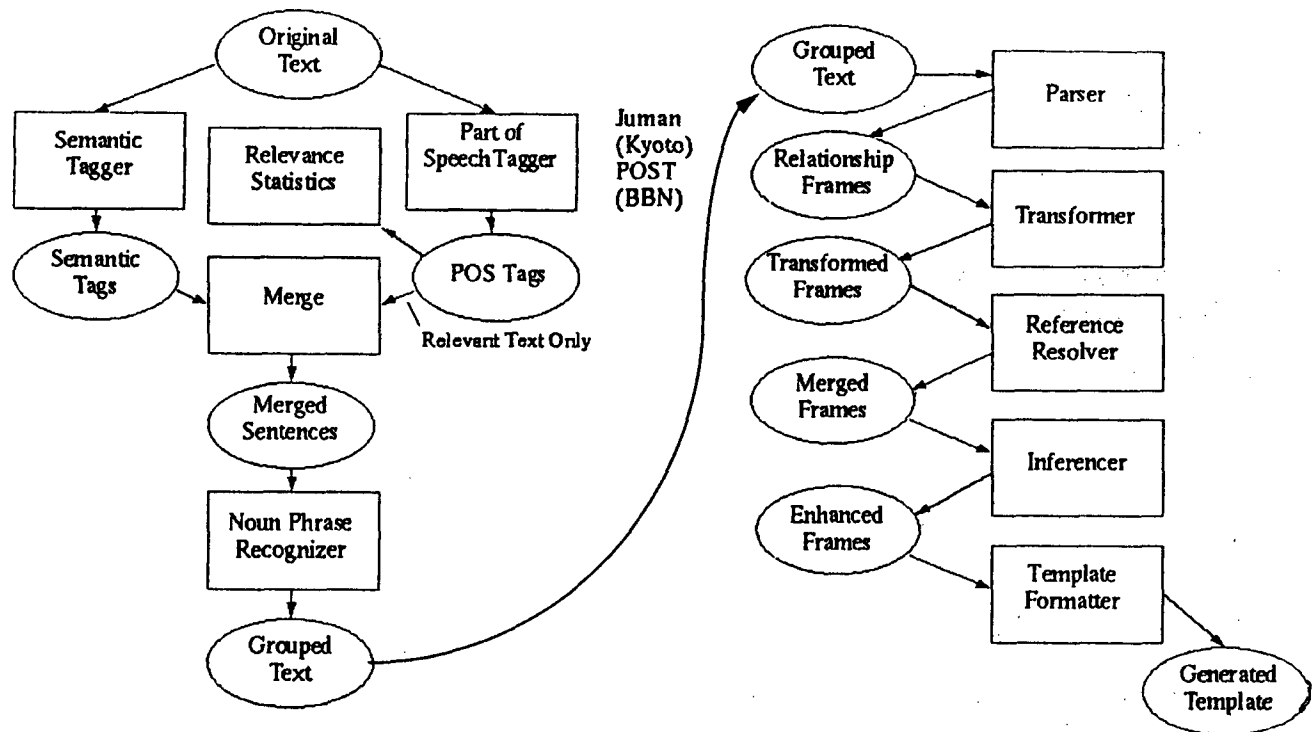 Original
Text
Semantic
Tagger
Relevance
Statistics
Part of
Speech Tagger
Semantic
Tags
Merge
POS Tags
Relevant Text Only
Merged
Sentences
Noun Phrase
Recognizer
Grouped
Text
Juman
(Kyoto)
POST
(BBN)
Grouped
Text
Parser
Relationship
Frames
Transformer
Transformed
Frames
Reference
Resolver
Merged
Frames
Inferencer
Enhanced
Frames
Template
Formatter
Generated
Template